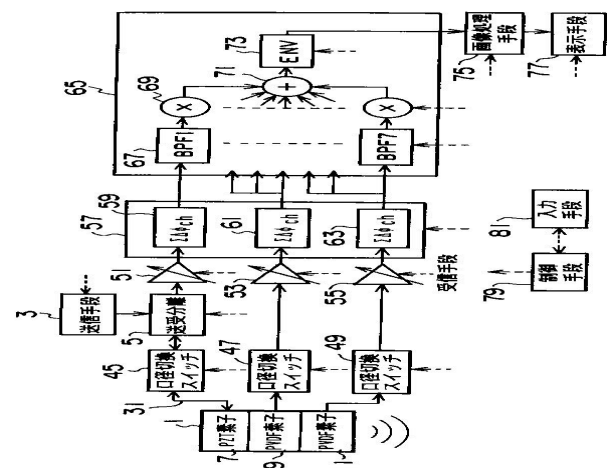 65
73
ENV
71
+
69
×
×
67
BPF1
BPF7
75
画像処理
手段
77
表示手段
57
59
ΣΔφch
61
ΣΔφch
63
ΣΔφch
51
53
55
受信手段
3
送信手段
5
送受分離
45
口径切換
スイッチ
47
口径切換
スイッチ
49
口径切換
スイッチ
31
1
7
PZT素子
9
PVDF素子
1
PVDF素子
79
制御
手段
81
入力
手段